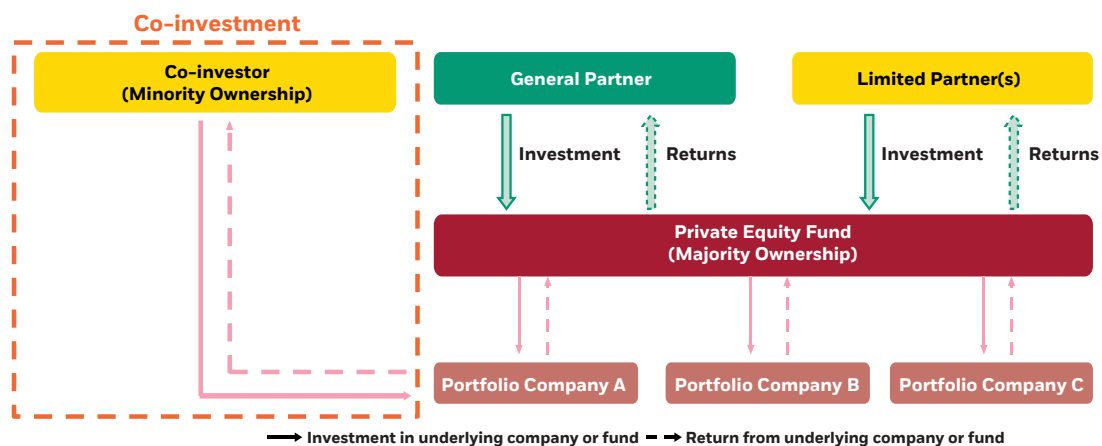 Co-investment
Co-investor
(Minority Ownership)
General Partner
Limited Partner(s)
Investment
Returns
Investment
Returns
Private Equity Fund
(Majority Ownership)
Portfolio Company A
Portfolio Company B
Portfolio Company C
Investment in underlying company or fund
Return from underlying company or fund